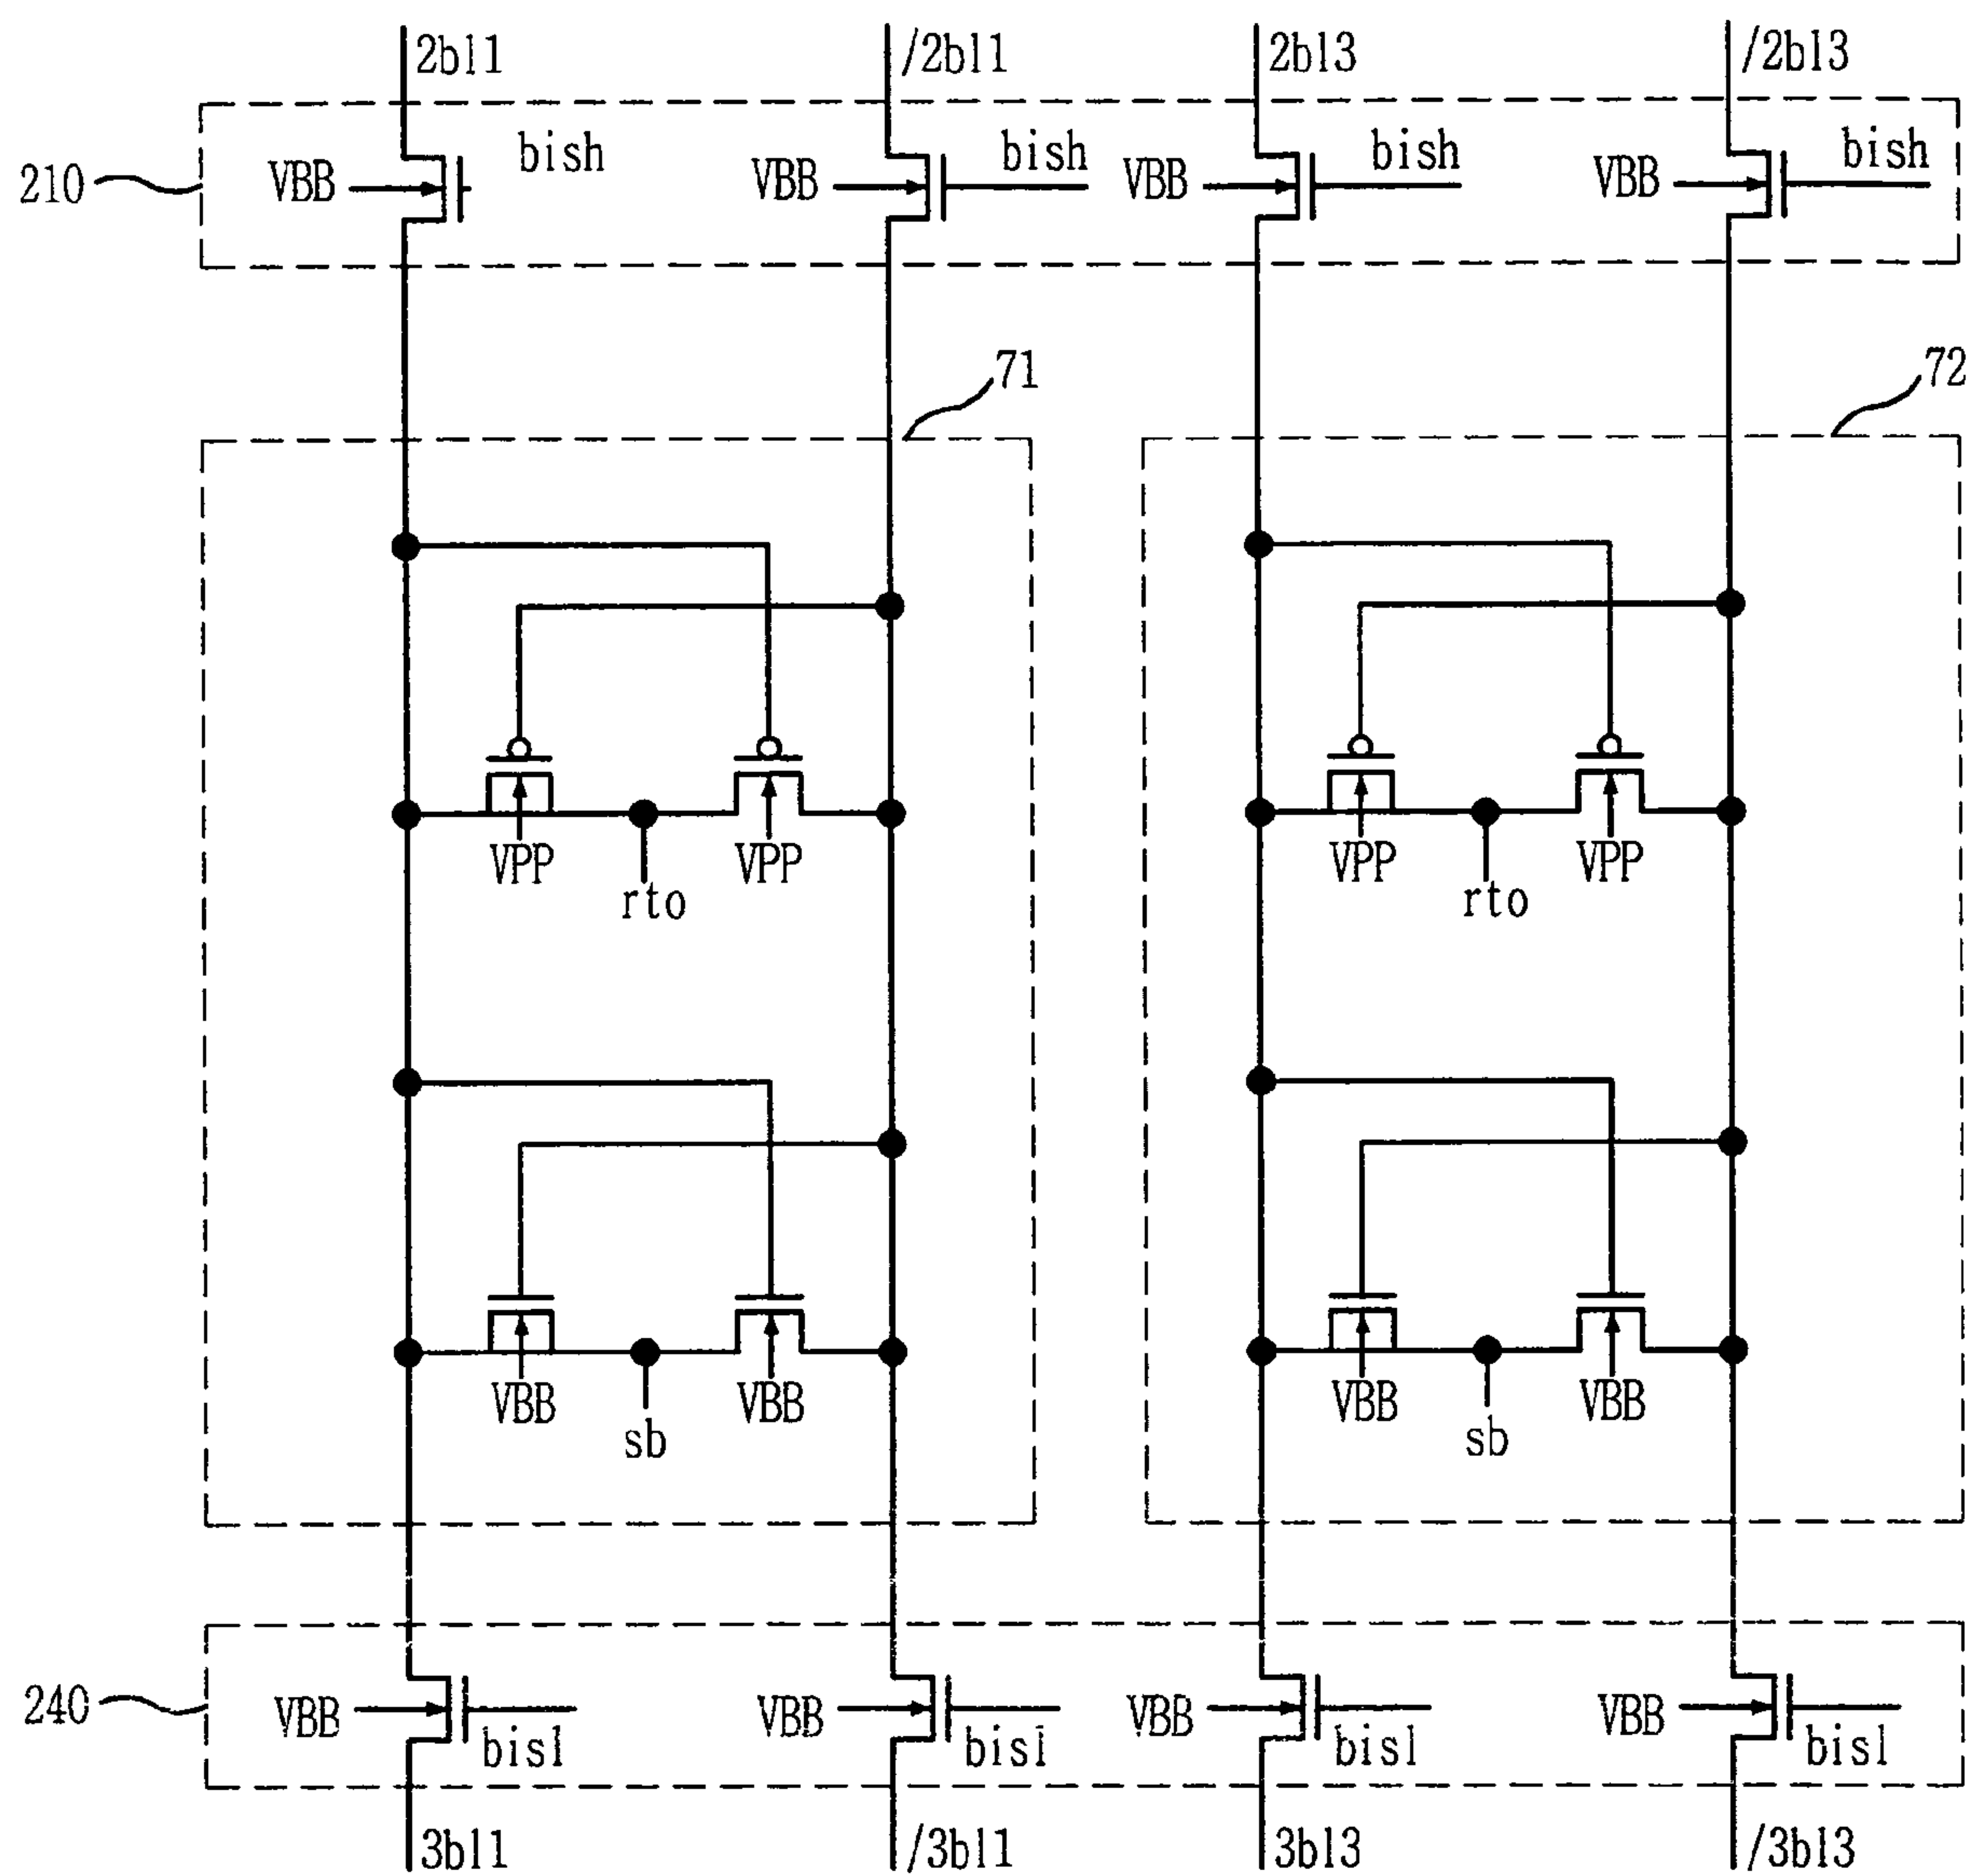 2bl1 /2bl1 2bl3 /2bl3
bish bish bish bish
210 VBB VBB VBB VBB
71 72
VPP VPP VPP VPP
rto rto
VBB VBB VBB VBB
sb sb
240 VBB VBB VBB VBB
bisl bisl bisl bisl
3bl1 /3bl1 3bl3 /3bl3